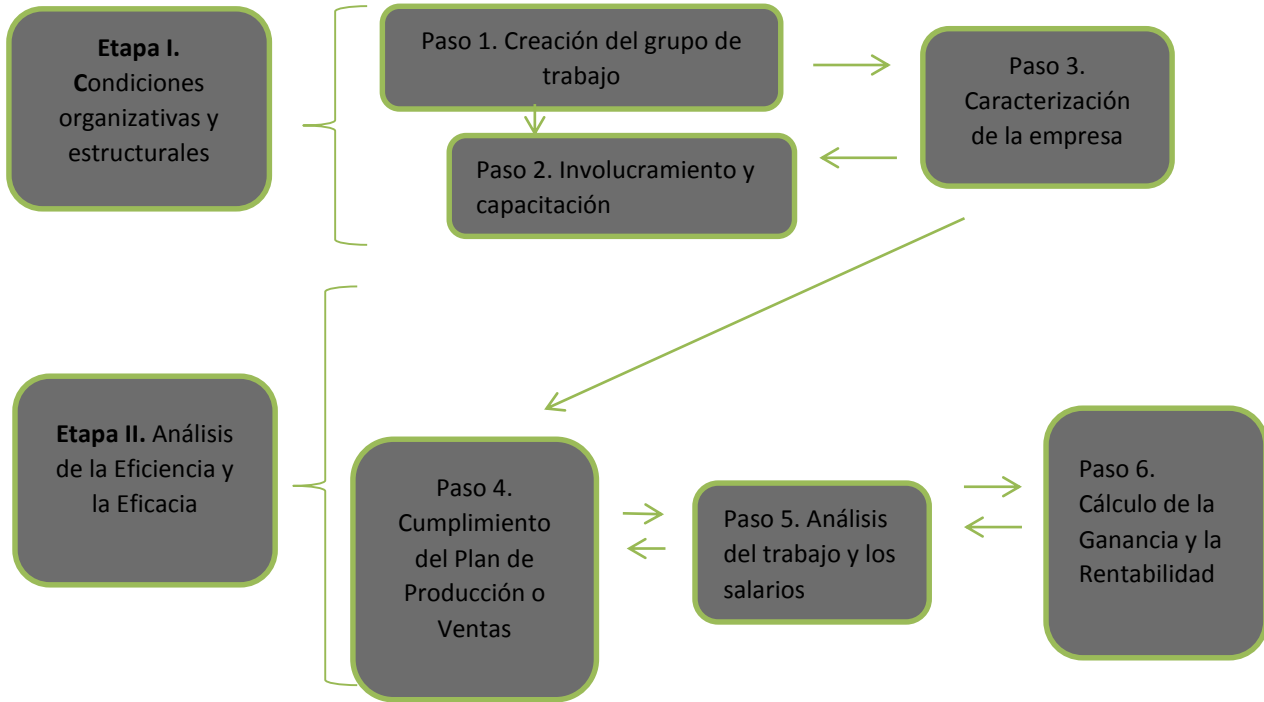 Etapa I.
Condiciones
organizativas y
estructurales
Paso 1. Creación del grupo de
trabajo
Paso 2. Involucramiento y
capacitación
Paso 3.
Caracterización
de la empresa
Etapa II. Análisis
de la Eficiencia y
la Eficacia
Paso 4.
Cumplimiento
del Plan de
Producción o
Ventas
Paso 5. Análisis
del trabajo y los
salarios
Paso 6.
Cálculo de la
Ganancia y la
Rentabilidad